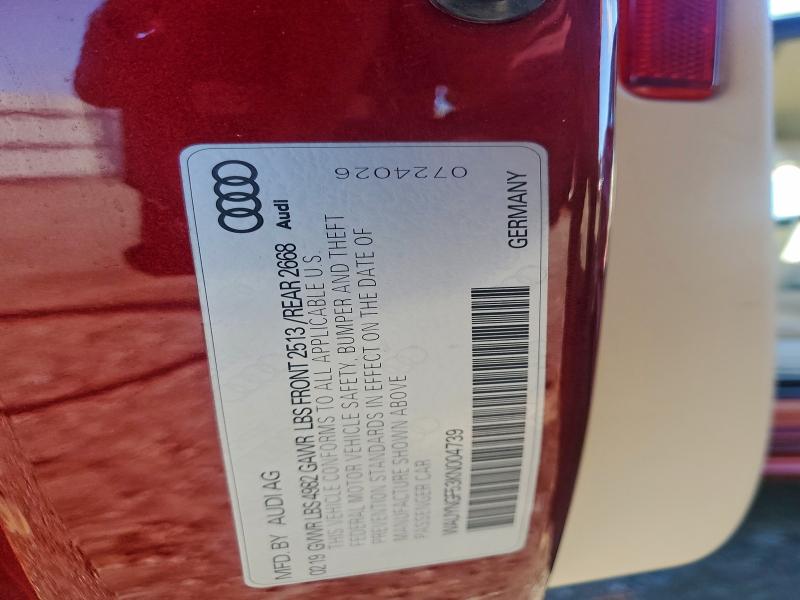 MFD. BY AUDI AG
02.19 GVWR LBS 4982 GAWR LBS FRONT 2513 / REAR 2668
Audi
THIS VEHICLE CONFORMS TO ALL APPLICABLE U.S.
FEDERAL MOTOR VEHICLE SAFETY, BUMPER AND THEFT
PREVENTION STANDARDS IN EFFECT ON THE DATE OF
MANUFACTURE SHOWN ABOVE
PASSENGER CAR
0724026
WAUYNGF53KN004739
GERMANY